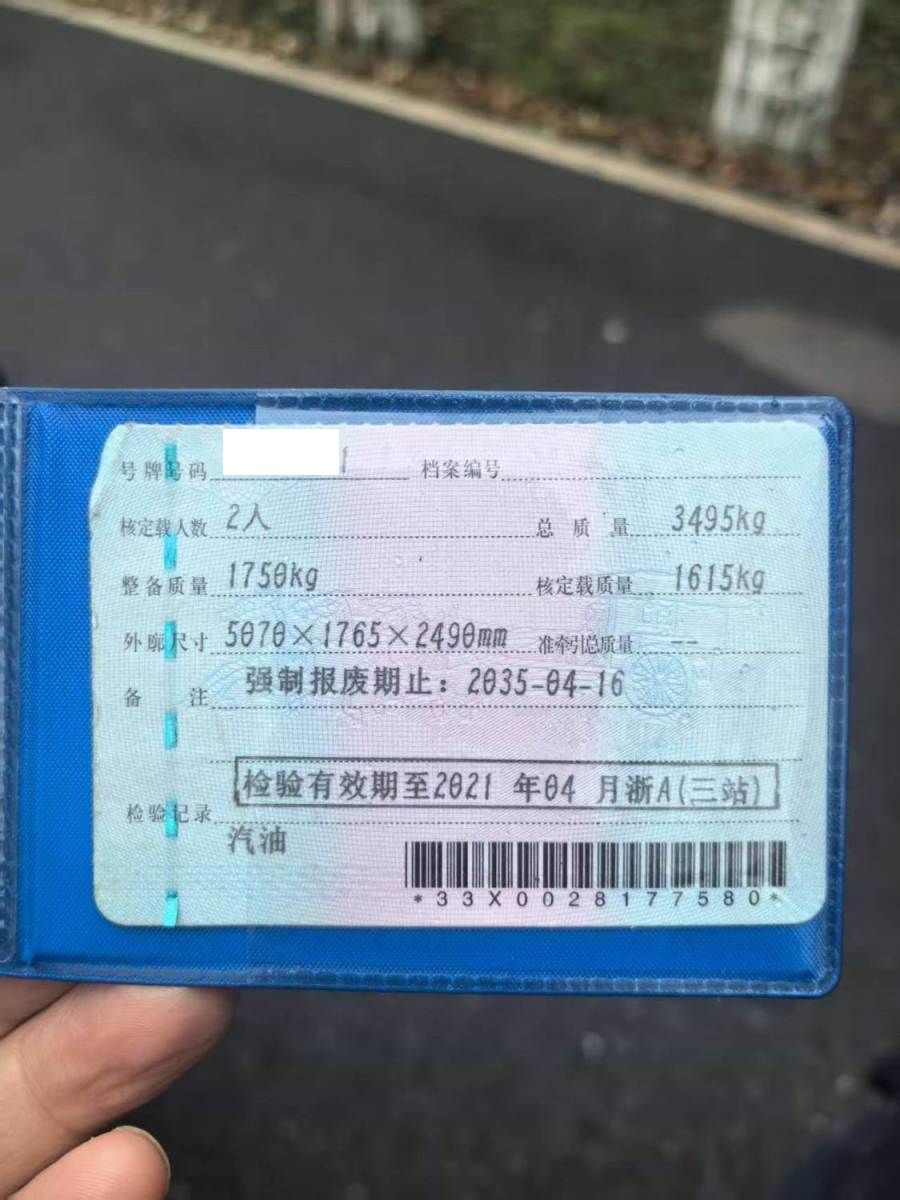 号牌号码 档案编号
核定载人数 2人 总质量 3495kg
整备质量 1750kg 核定载质量 1615kg
外廓尺寸 5070×1765×2490mm 准牵引总质量 --
备注 强制报废期止：2035-04-16
检验有效期至2021 年04 月浙A(三站)
检验记录
汽油
*33X0028177580*